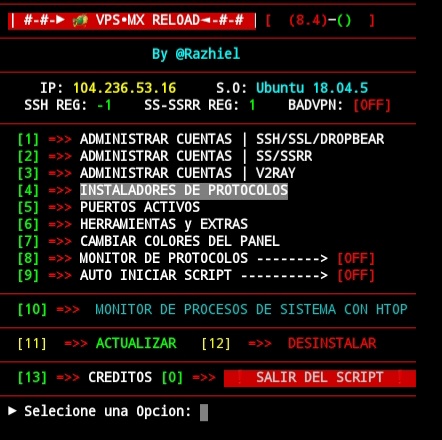 | #-#-► VPS•MX RELOAD◄-#-# | [ (8.4)-() ]
By @Razhiel
IP: 104.236.53.16 S.O: Ubuntu 18.04.5
SSH REG: -1 SS-SSRR REG: 1 BADVPN: [OFF]
[1] =>> ADMINISTRAR CUENTAS | SSH/SSL/DROPBEAR
[2] =>> ADMINISTRAR CUENTAS | SS/SSRR
[3] =>> ADMINISTRAR CUENTAS | V2RAY
[4] =>> INSTALADORES DE PROTOCOLOS
[5] =>> PUERTOS ACTIVOS
[6] =>> HERRAMIENTAS y EXTRAS
[7] =>> CAMBIAR COLORES DEL PANEL
[8] =>> MONITOR DE PROTOCOLOS --------> [OFF]
[9] =>> AUTO INICIAR SCRIPT ----------> [OFF]
[10] =>> MONITOR DE PROCESOS DE SISTEMA CON HTOP
[11] =>> ACTUALIZAR [12] =>> DESINSTALAR
[13] =>> CREDITOS [0] =>> [ SALIR DEL SCRIPT ]
► Selecione una Opcion: